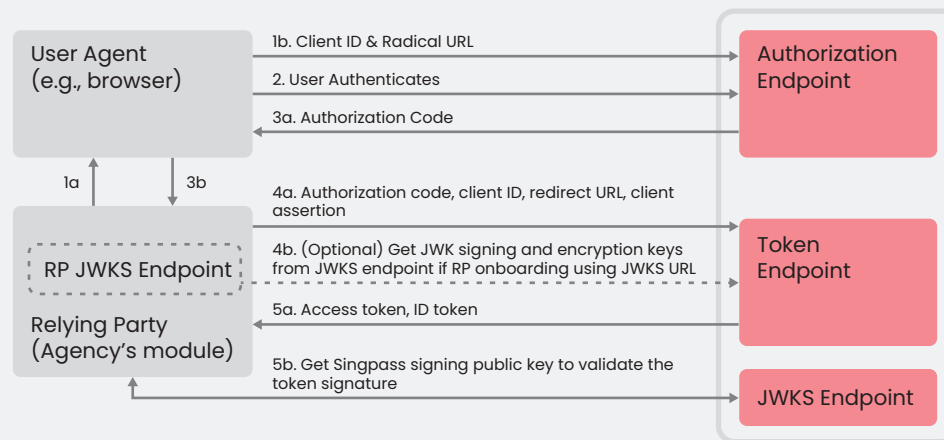 User Agent
(e.g., browser)
1b. Client ID & Radical URL
2. User Authenticates
3a. Authorization Code
Authorization
Endpoint
1a
3b
4a. Authorization code, client ID, redirect URL, client
assertion
RP JWKS Endpoint
4b. (Optional) Get JWK signing and encryption keys
from JWKS endpoint if RP onboarding using JWKS URL
Token
Endpoint
5a. Access token, ID token
Relying Party
(Agency's module)
5b. Get Singpass signing public key to validate the
token signature
JWKS Endpoint